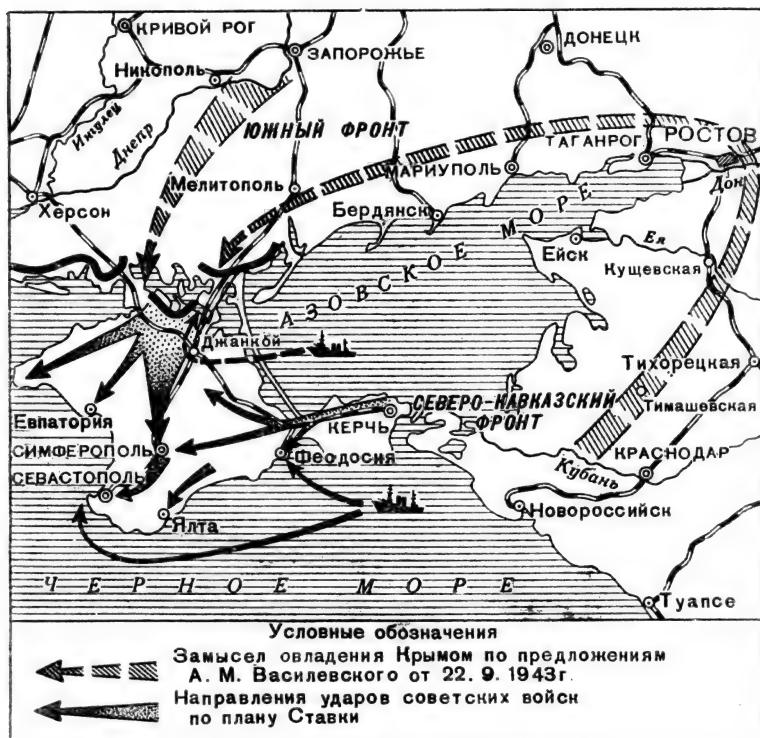 КРИВОЙ РОГ
ЗАПОРОЖЬЕ
ДОНЕЦК
Никополь
Ингулец
Днепр
ЮЖНЫЙ ФРОНТ
ТАГАНРОГ
РОСТОВ
МАРИУПОЛЬ
Дон
Мелитополь
Херсон
Бердянск
АЗОВСКОЕ МОРЕ
Ейск
Ея
Кущевская
Джанкой
Тихорецкая
СЕВЕРО-КАВКАЗСКИЙ
ФРОНТ
Тимашевская
Евпатория
КЕРЧЬ
СИМФЕРОПОЛЬ
Феодосия
Кубань
КРАСНОДАР
СЕВАСТОПОЛЬ
Ялта
Новороссийск
ЧЕРНОЕ МОРЕ
Туапсе
Условные обозначения
Замысел овладения Крымом по предложениям
А. М. Василевского от 22. 9. 1943г.
Направления ударов советских войск
по плану Ставки